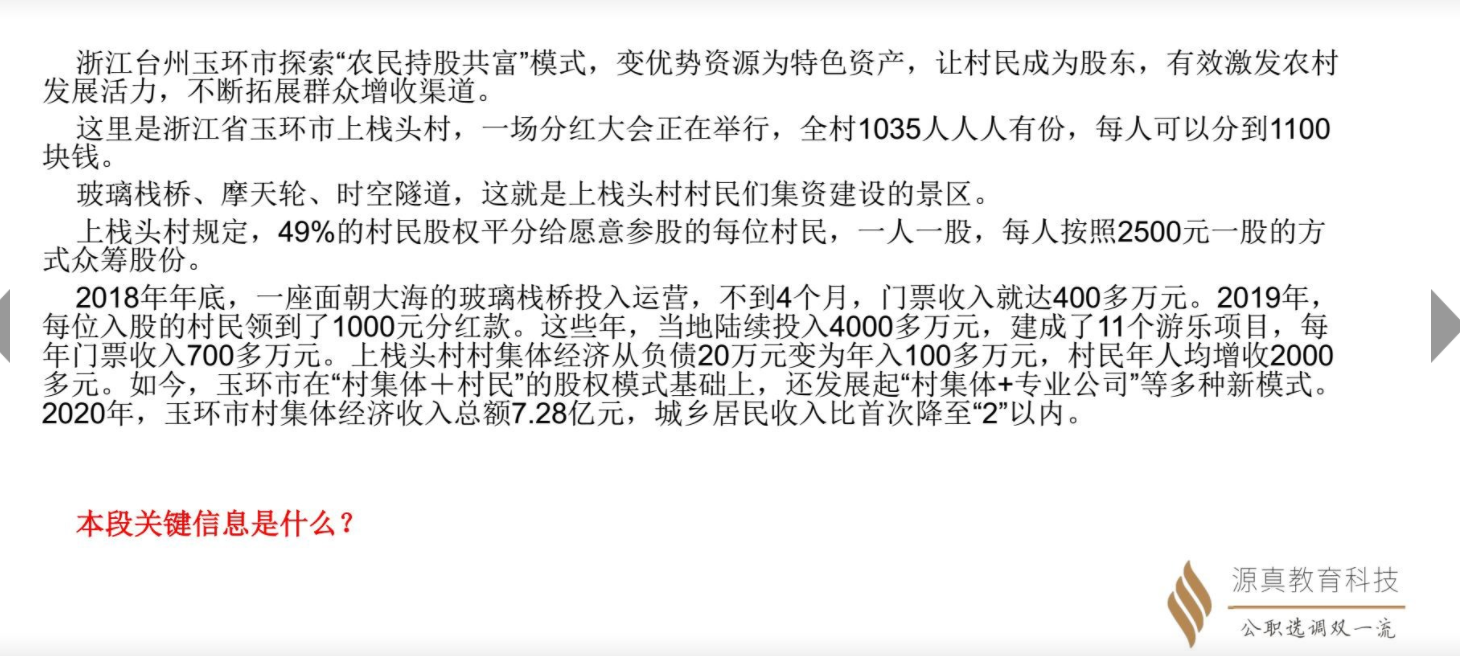 浙江台州玉环市探索“农民持股共富”模式，变优势资源为特色资产，让村民成为股东，有效激发农村
发展活力，不断拓展群众增收渠道。
这里是浙江省玉环市上栈头村，一场分红大会正在举行，全村1035人人人有份，每人可以分到1100
块钱。
玻璃栈桥、摩天轮、时空隧道，这就是上栈头村村民们集资建设的景区。
上栈头村规定，49%的村民股权平分给愿意参股的每位村民，一人一股，每人按照2500元一股的方
式众筹股份。
2018年年底，一座面朝大海的玻璃栈桥投入运营，不到4个月，门票收入就达400多万元。2019年，
每位入股的村民领到了1000元分红款。这些年，当地陆续投入4000多万元，建成了11个游乐项目，每
年门票收入700多万元。上栈头村村集体经济从负债20万元变为年入100多万元，村民年人均增收2000
多元。如今，玉环市在“村集体＋村民”的股权模式基础上，还发展起“村集体+专业公司”等多种新模式。
2020年，玉环市村集体经济收入总额7.28亿元，城乡居民收入比首次降至“2”以内。
本段关键信息是什么？
源真教育科技
公职选调双一流